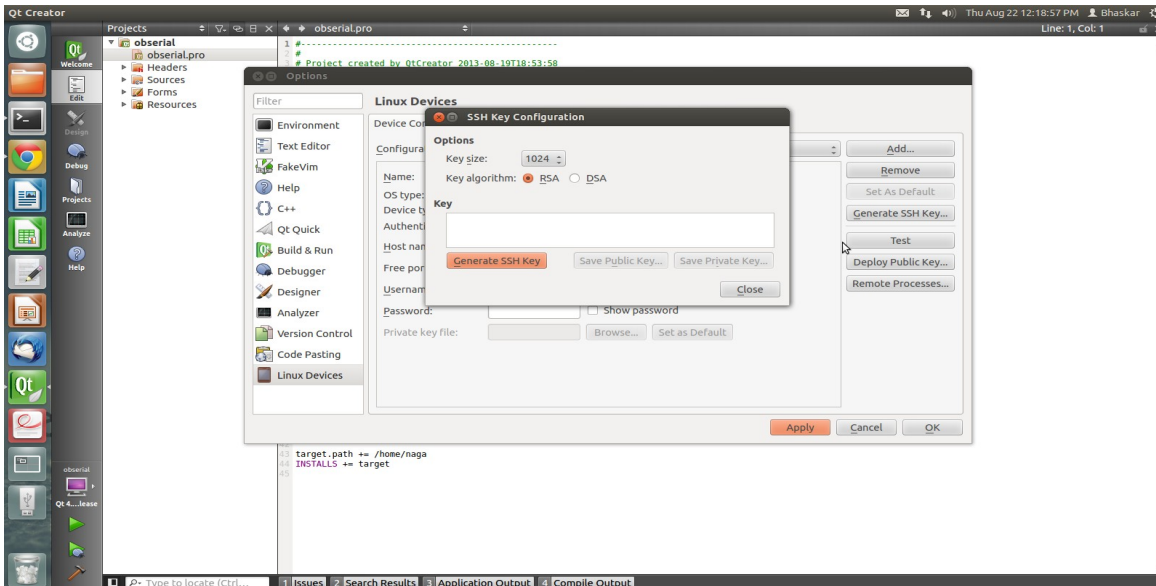 Qt Creator
Thu Aug 22 12:18:57 PM Bhaskar
Projects
obserial.pro
Line: 1, Col: 1
Welcome
Edit
Design
Debug
Projects
Analyze
Help
obserial
Qt 4....lease
obserial
obserial.pro
Headers
Sources
Forms
Resources
1 #-------------------------------------------------
2 #
3 # Project created by QtCreator 2013-08-19T18:53:58
Options
Filter
Environment
Text Editor
FakeVim
Help
C++
Qt Quick
Build & Run
Debugger
Designer
Analyzer
Version Control
Code Pasting
Linux Devices
Linux Devices
Device Co
Configura
Name:
OS type:
Device t
Authenti
Host na
Free por
Usernam
Password:
Show password
Private key file:
Browse...
Set as Default
Add...
Remove
Set As Default
Generate SSH Key...
Test
Deploy Public Key...
Remote Processes...
SSH Key Configuration
Options
Key size:
1024
Key algorithm:
RSA
DSA
Key
Generate SSH Key
Save Public Key...
Save Private Key...
Close
Apply
Cancel
OK
43 target.path += /home/naga
44 INSTALLS += target
45
Type to locate (Ctrl...
1 Issues
2 Search Results
3 Application Output
4 Compile Output